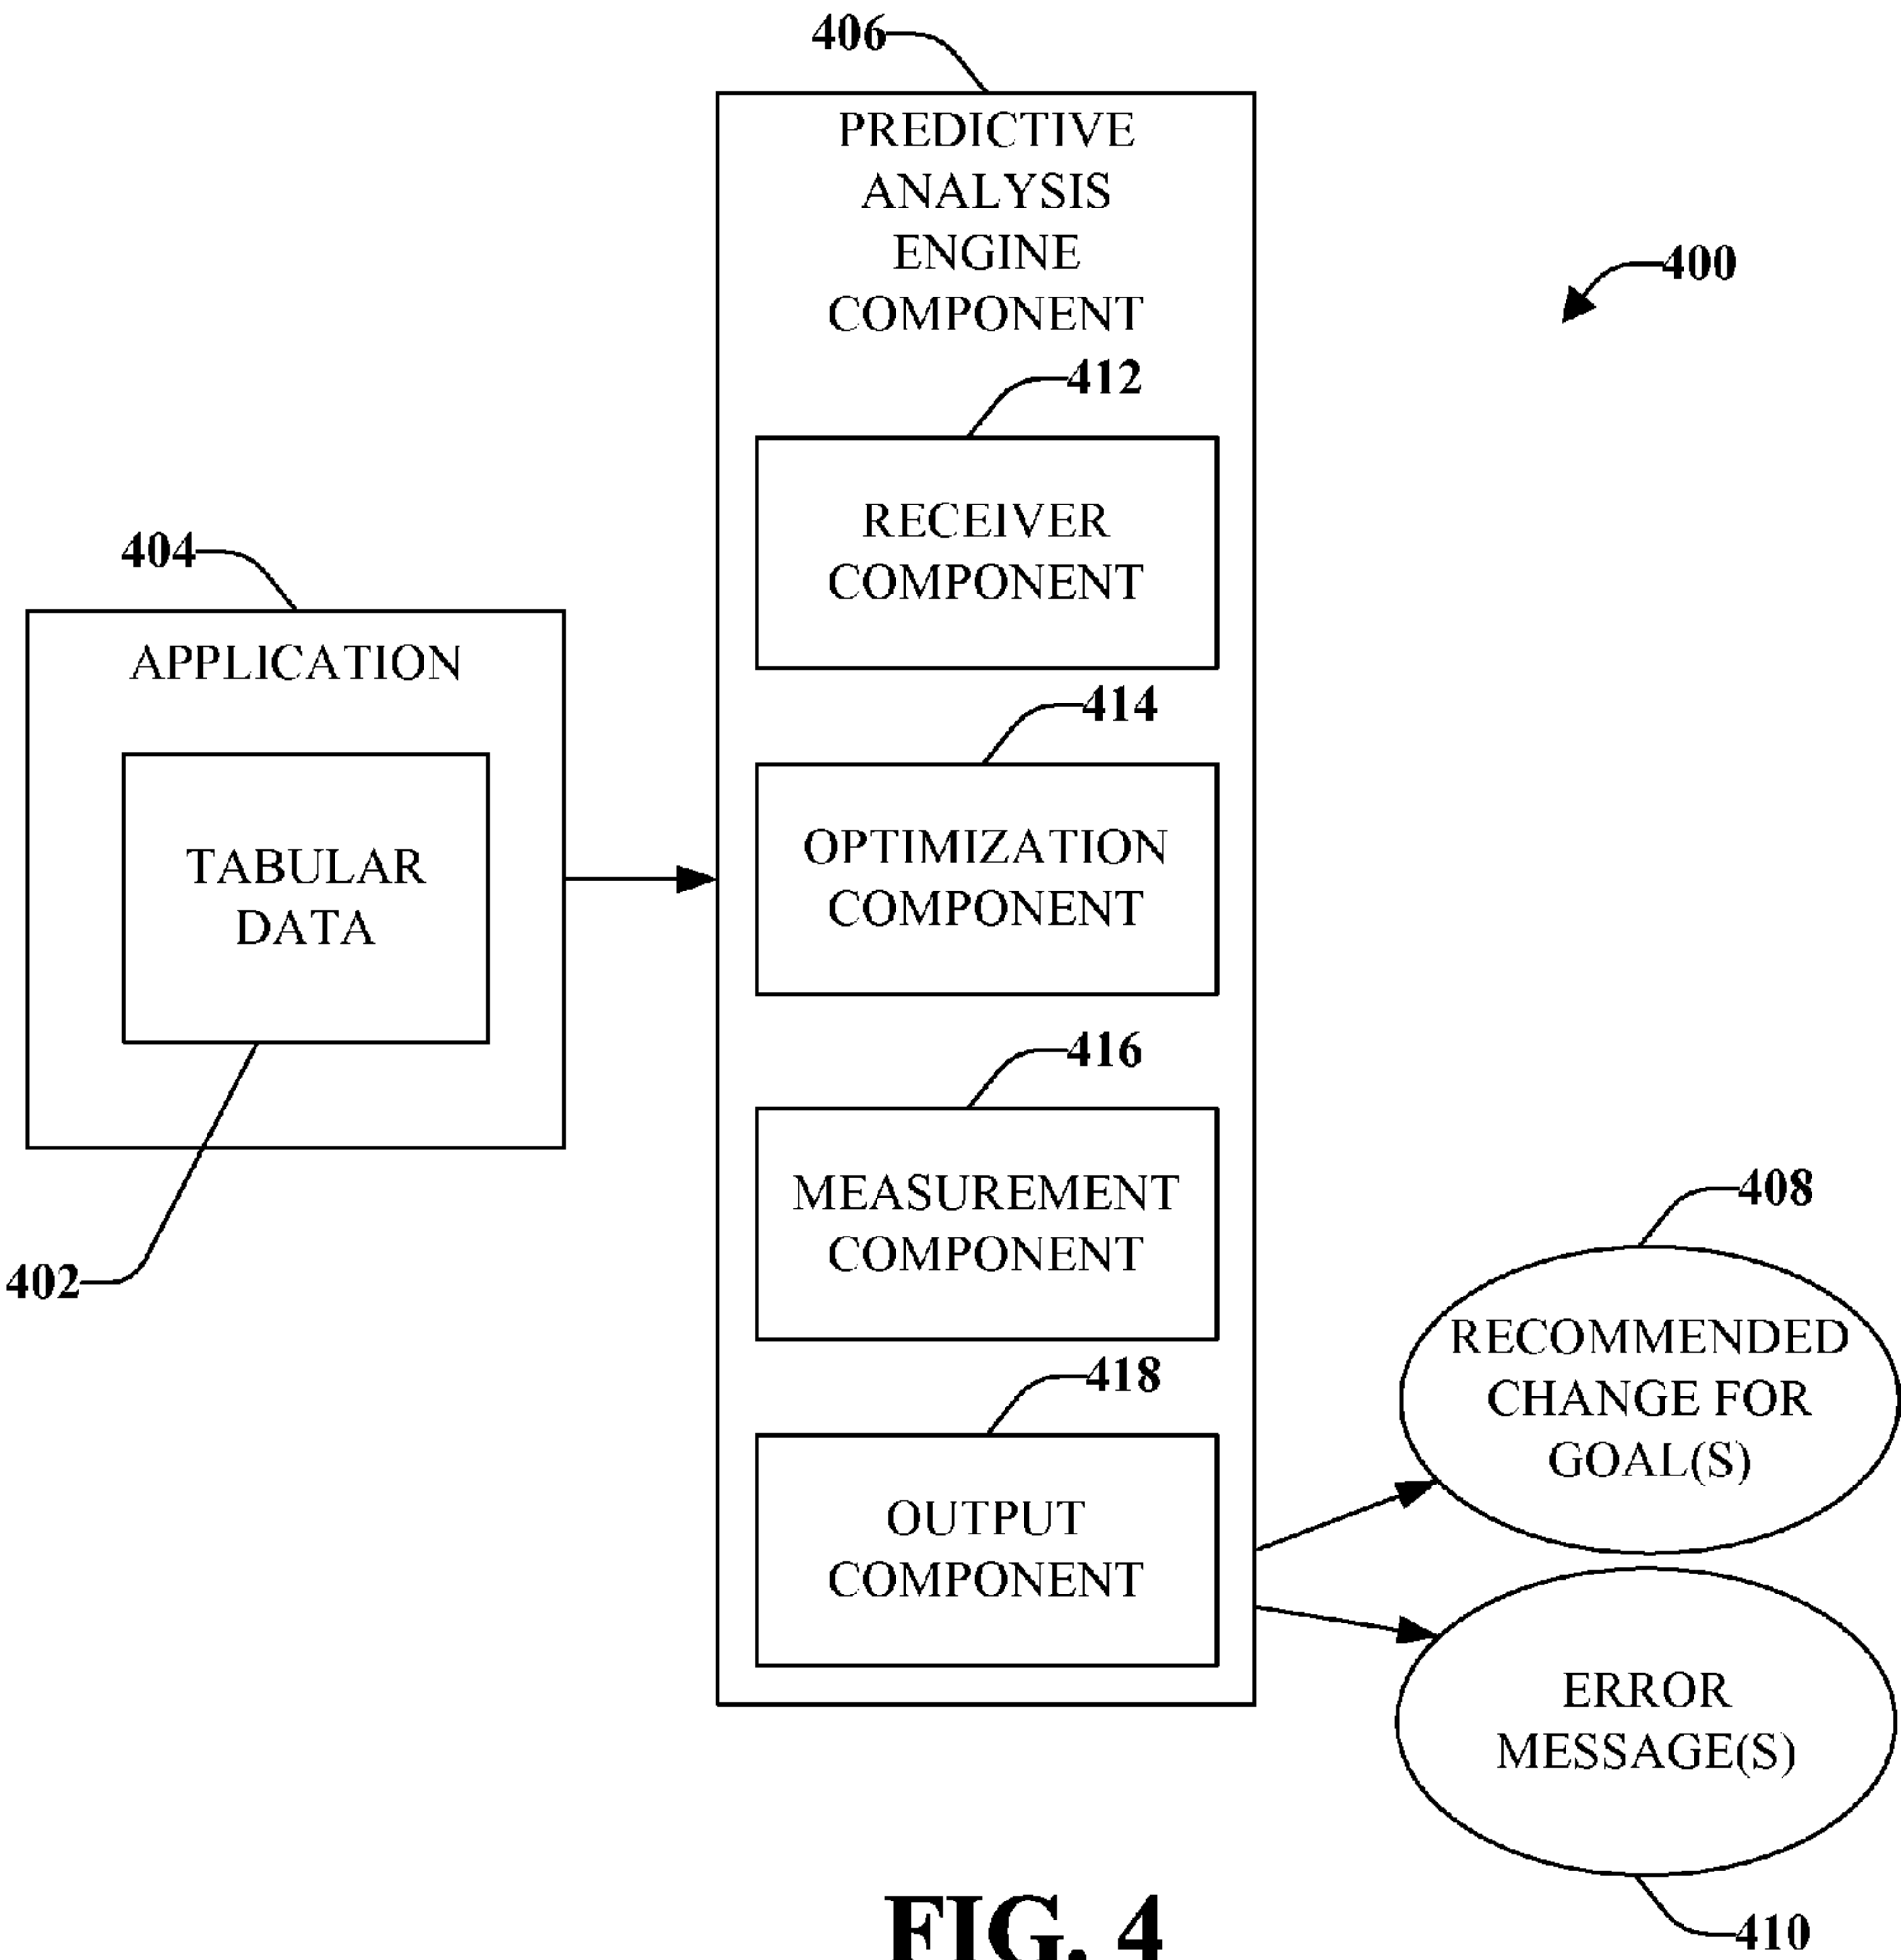 406
PREDICTIVE
ANALYSIS
ENGINE
COMPONENT
400
412
RECEIVER
COMPONENT
404
APPLICATION
414
TABULAR
DATA
OPTIMIZATION
COMPONENT
416
MEASUREMENT
COMPONENT
402
408
RECOMMENDED
CHANGE FOR
GOAL(S)
418
OUTPUT
COMPONENT
ERROR
MESSAGE(S)
410
FIG. 4